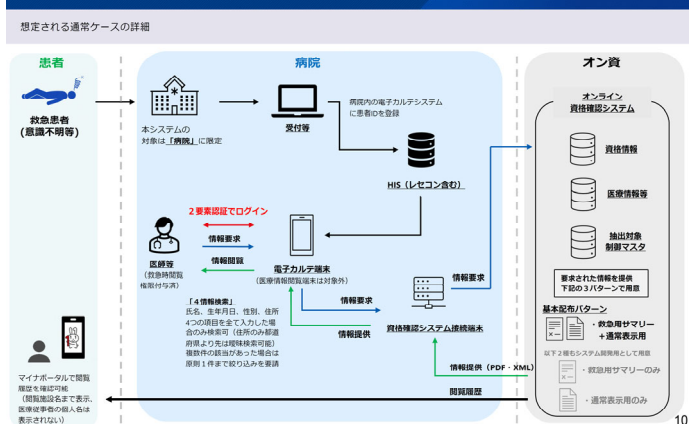 想定される通常ケースの詳細
患者
病院
オン資
救急患者
(意識不明等)
本システムの
対象は「病院」に限定
受付等
病院内の電子カルテシステム
に患者IDを登録
HIS(レセコン含む)
オンライン
資格確認システム
資格情報
医療情報等
抽出対象
制御マスタ
要求された情報を提供
下記の3パターンで用意
2要素認証でログイン
情報要求
情報閲覧
医師等
(救急時閲覧
権限付与済)
電子カルテ端末
(医療情報閲覧端末は対象外)
「4情報検索」
氏名、生年月日、性別、住所
4つの項目を全て入力した場
合のみ検索可(住所のみ都道
府県より先は曖昧検索可能)
複数件の該当があった場合は
原則1件まで絞り込みを要請
情報要求
情報提供
資格確認システム接続端末
情報要求
基本配布パターン
・救急用サマリー
+通常表示用
以下2種もシステム開発用として用意
・救急用サマリーのみ
・通常表示用のみ
情報提供(PDF・XML)
閲覧履歴
マイナポータルで閲覧
履歴を確認可能
(閲覧施設名まで表示、
医療従事者の個人名は
表示されない)
10